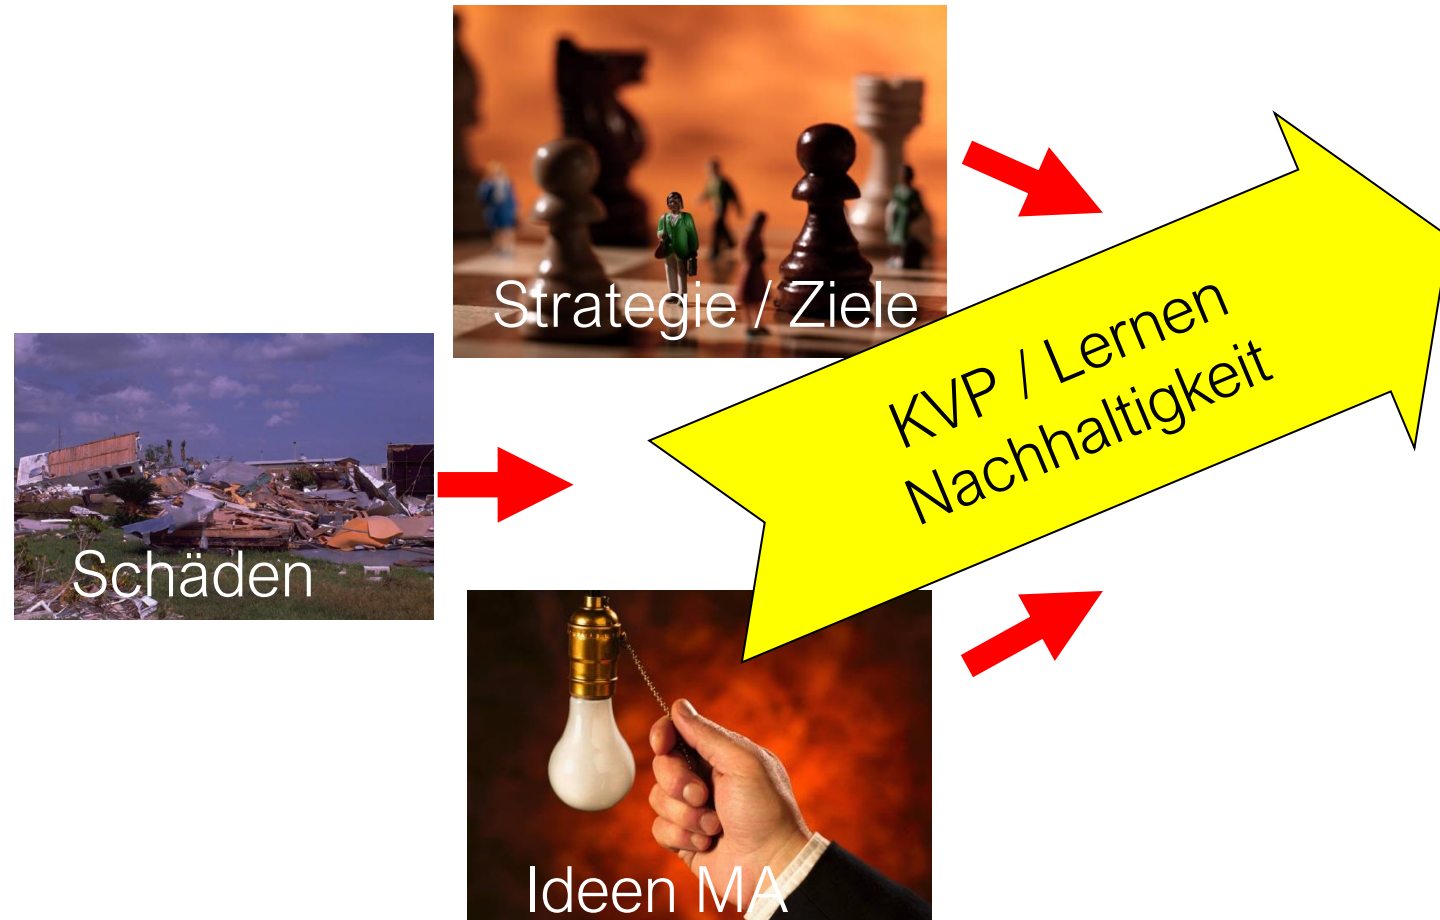 Strategie / Ziele
KVP / Lernen
Nachhaltigkeit
Schäden
Ideen MA